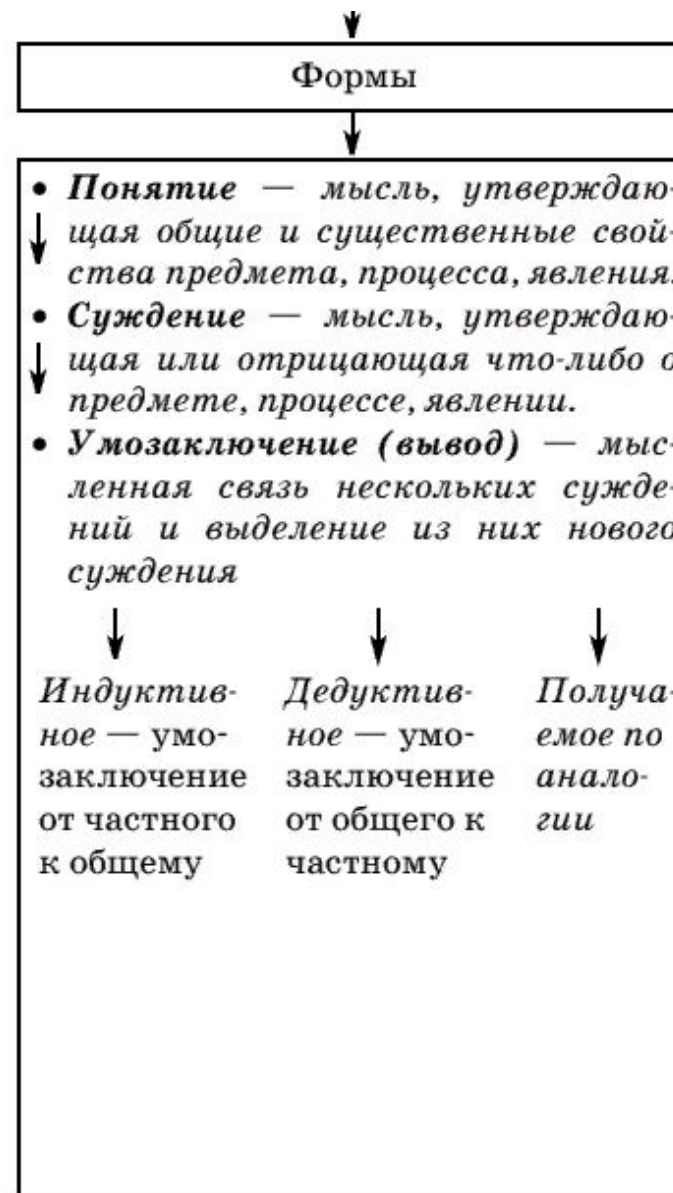 Формы
• Понятие — мысль, утверждаю-
щая общие и существенные свой-
ства предмета, процесса, явления.
• Суждение — мысль, утверждаю-
щая или отрицающая что-либо о
предмете, процессе, явлении.
• Умозаключение (вывод) — мыс-
ленная связь нескольких сужде-
ний и выделение из них нового
суждения
Индуктив-
ное — умо-
заключение
от частного
к общему
Дедуктив-
ное — умо-
заключение
от общего к
частному
Получа-
емое по
анало-
гии